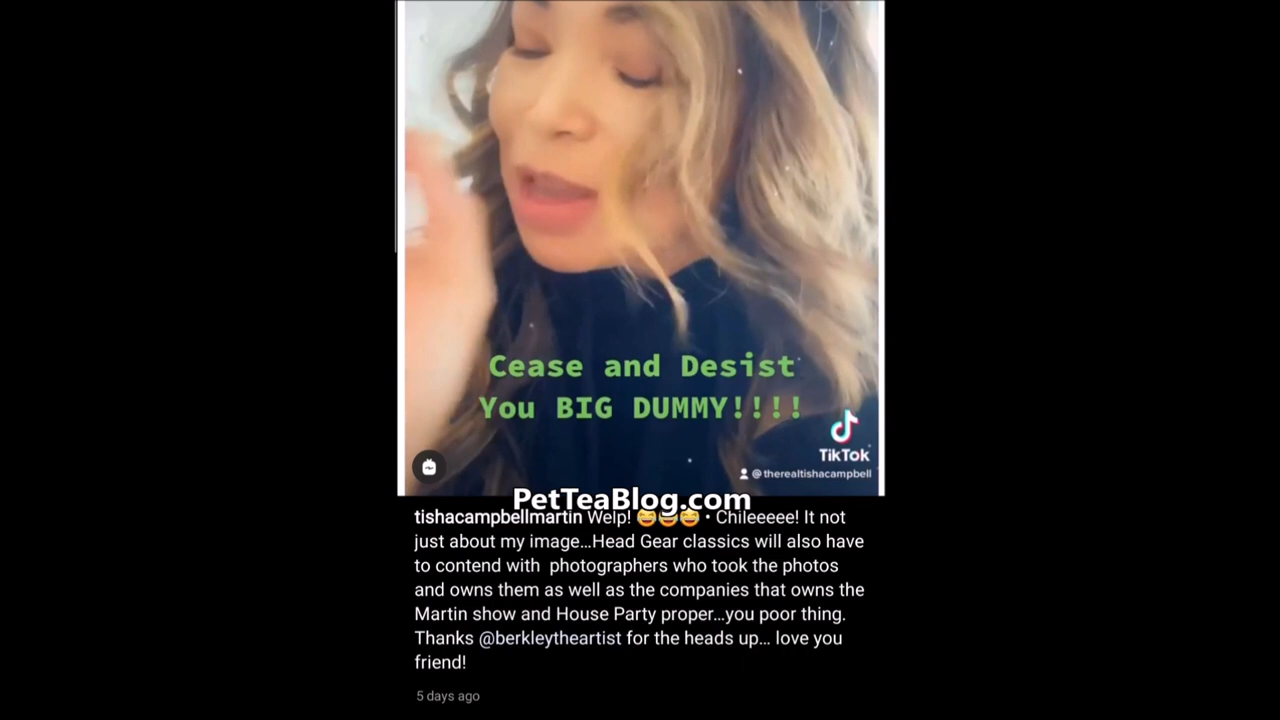 Cease and Desist
You BIG DUMMY!!!!
TikTok
@therealtishacampbell
PetTeaBlog.com
tishacampbellmartin Welp! 😅😅😅 • Chileeeee! It not
just about my image...Head Gear classics will also have
to contend with photographers who took the photos
and owns them as well as the companies that owns the
Martin show and House Party proper...you poor thing.
Thanks @berkleytheartist for the heads up... love you
friend!
5 days ago